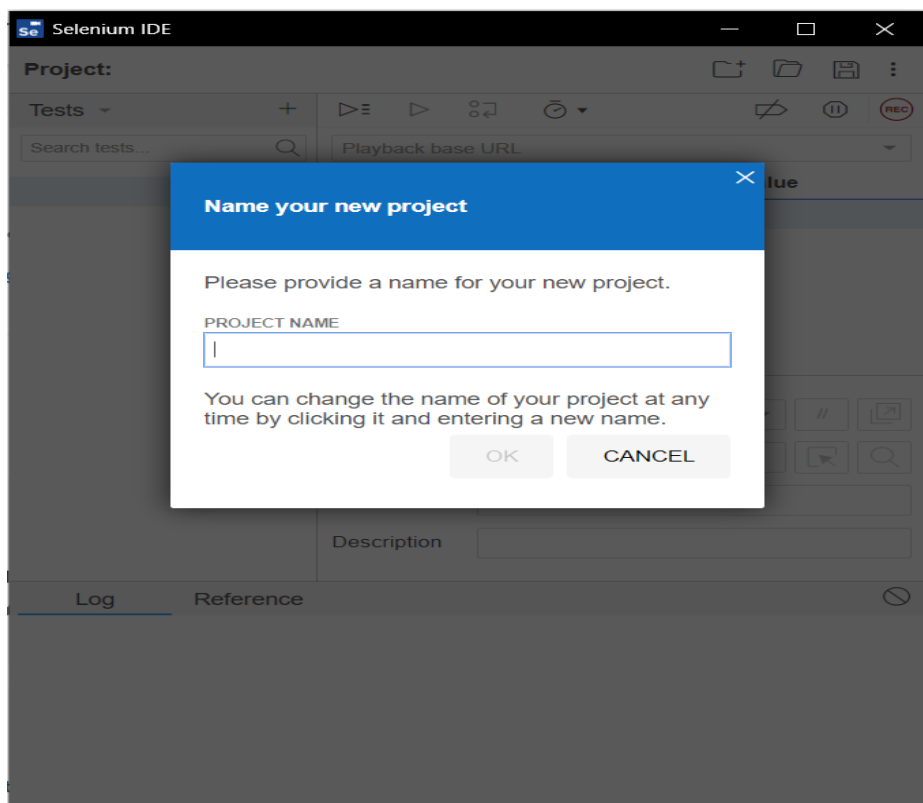 Se Selenium IDE
Project:
Tests
Search tests...
Playback base URL
lue
Name your new project
Please provide a name for your new project.
PROJECT NAME
You can change the name of your project at any
time by clicking it and entering a new name.
OK CANCEL
//
Description
Log Reference
REC